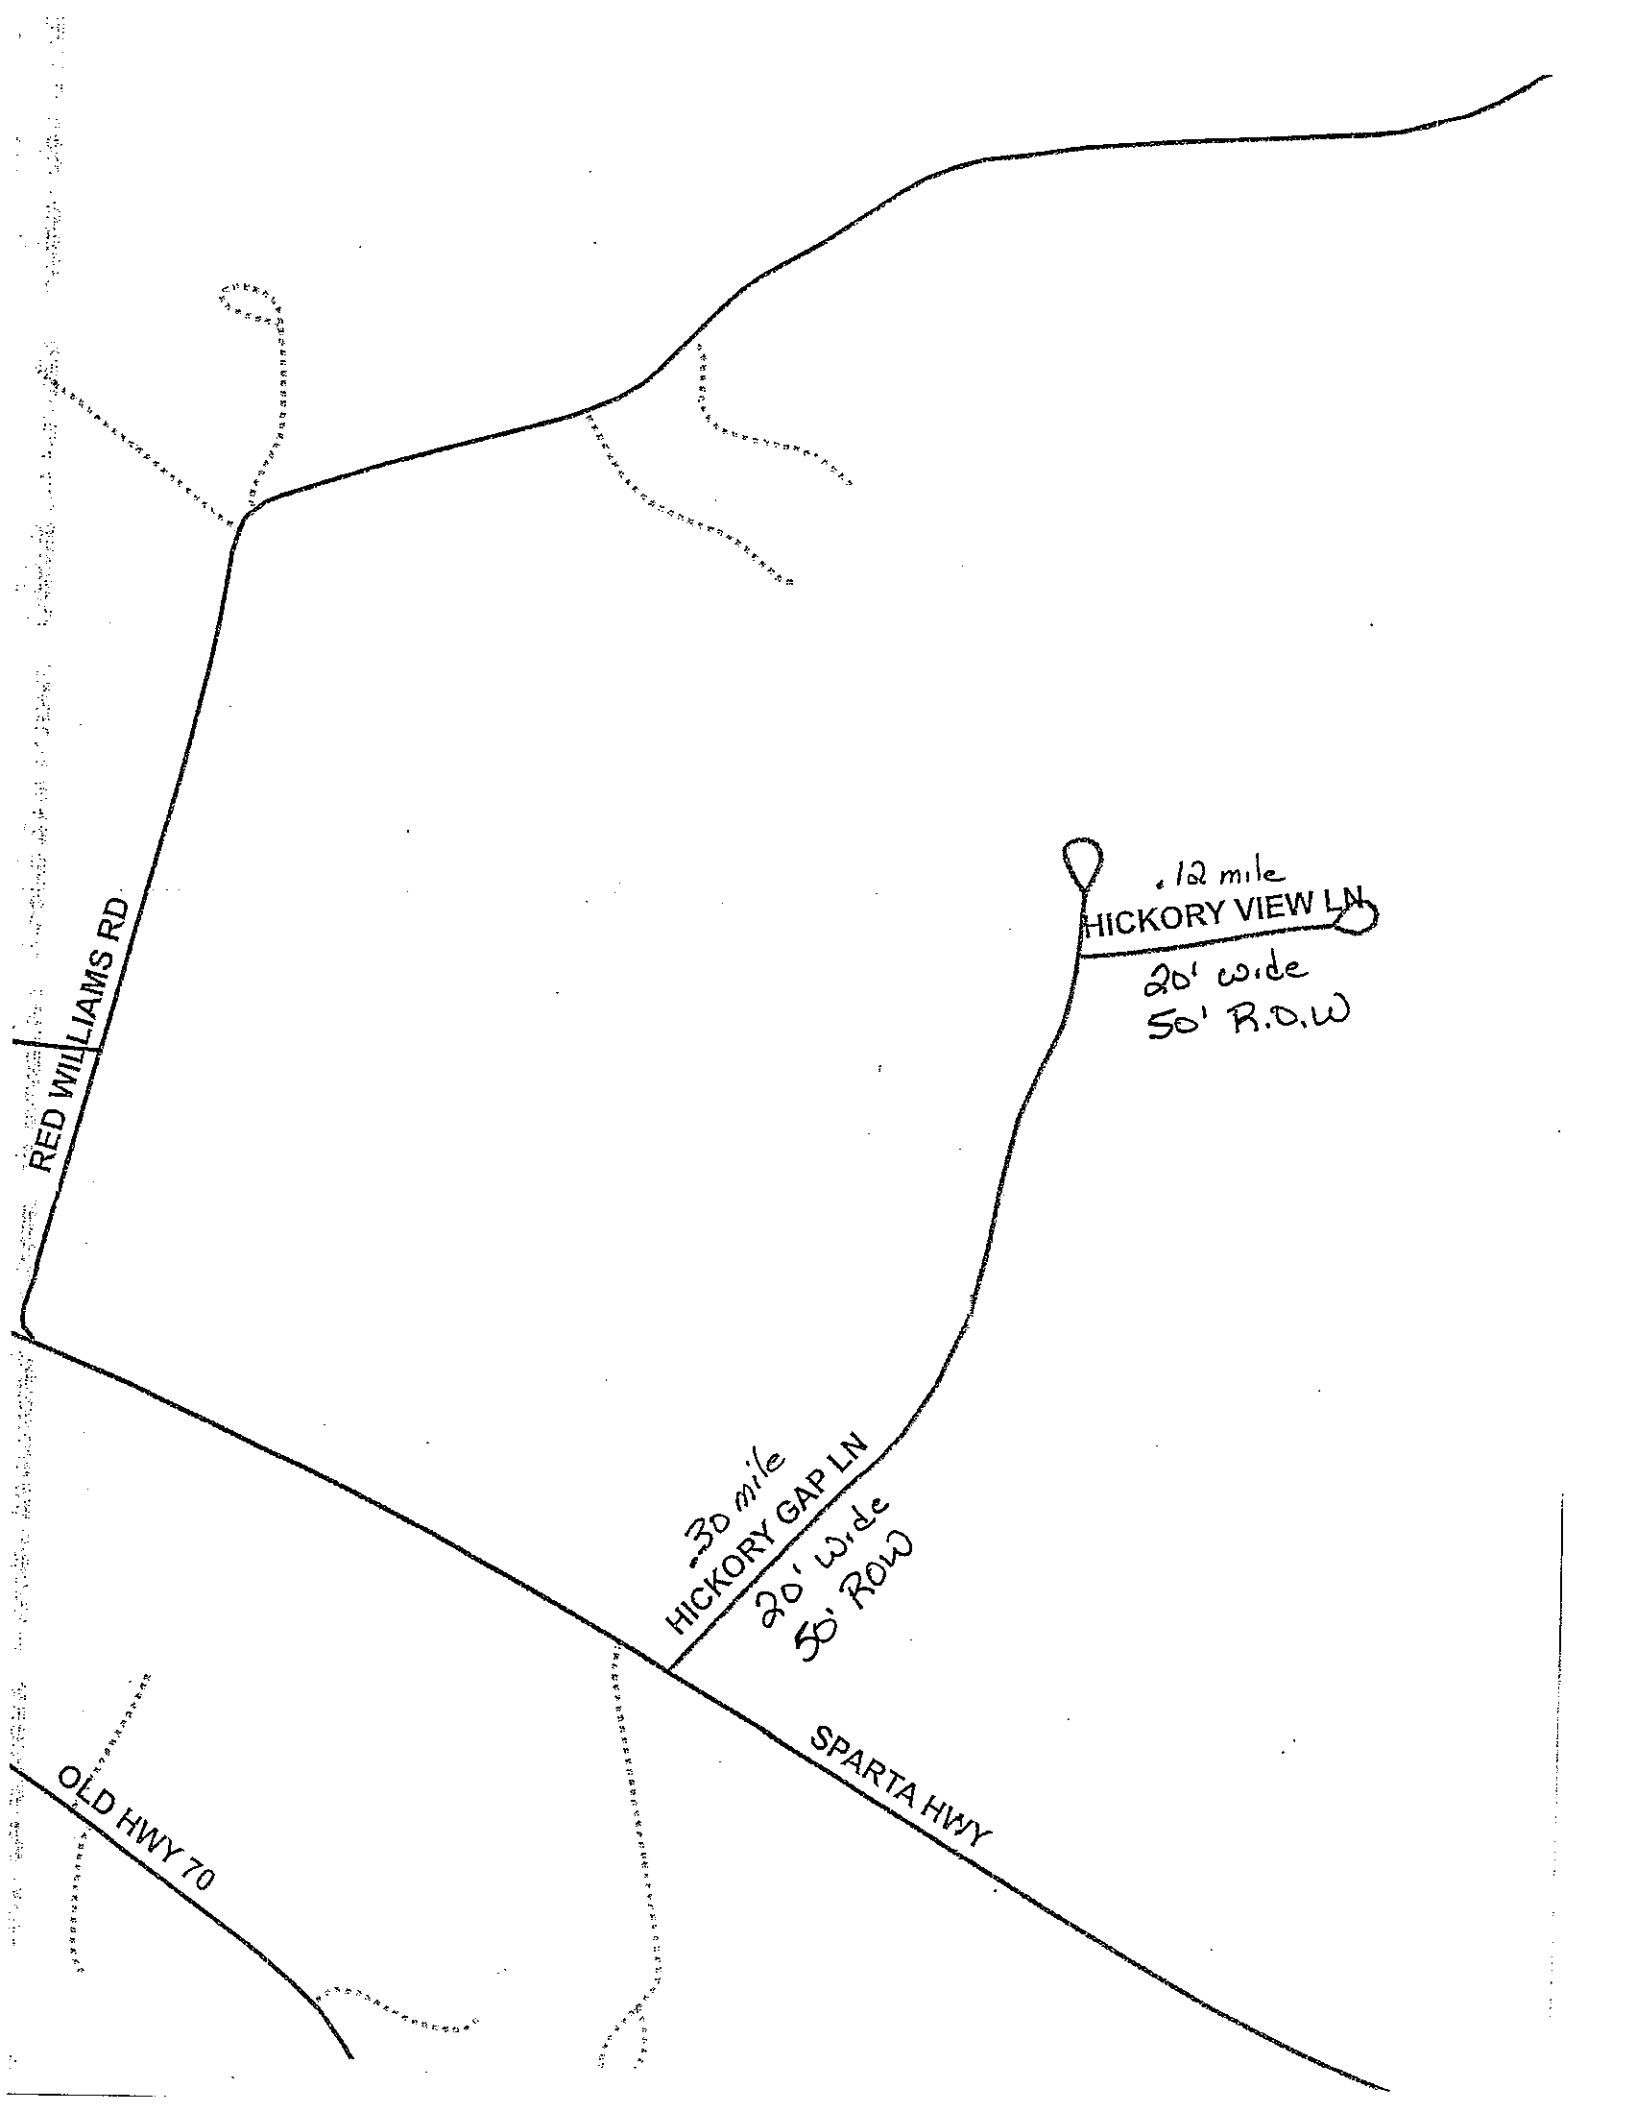 .12 mile
HICKORY VIEW LN
20' wide
50' R.O.W
RED WILLIAMS RD
.30 mile
HICKORY GAP LN
20' wide
50' ROW
SPARTA HWY
OLD HWY 70